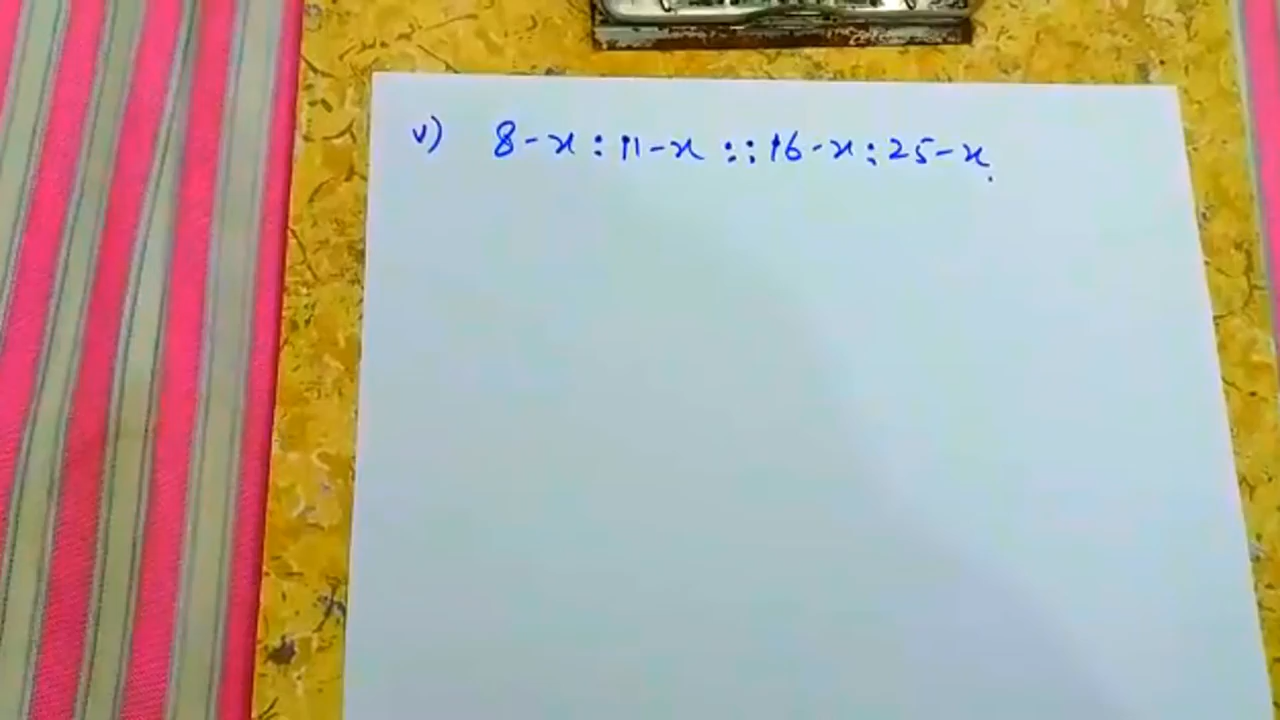 v) 8-x : 11-x :: 16-x : 25-x.